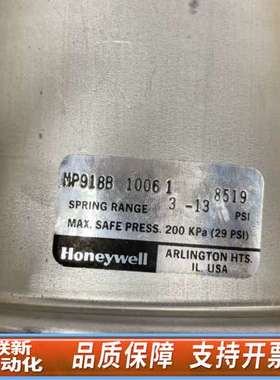 MP918B 1006 1 8519
SPRING RANGE 3 -13 PSI
MAX. SAFE PRESS. 200 KPa (29 PSI)
Honeywell
ARLINGTON HTS.
IL. USA
联新
动化
品质保障 支持开票